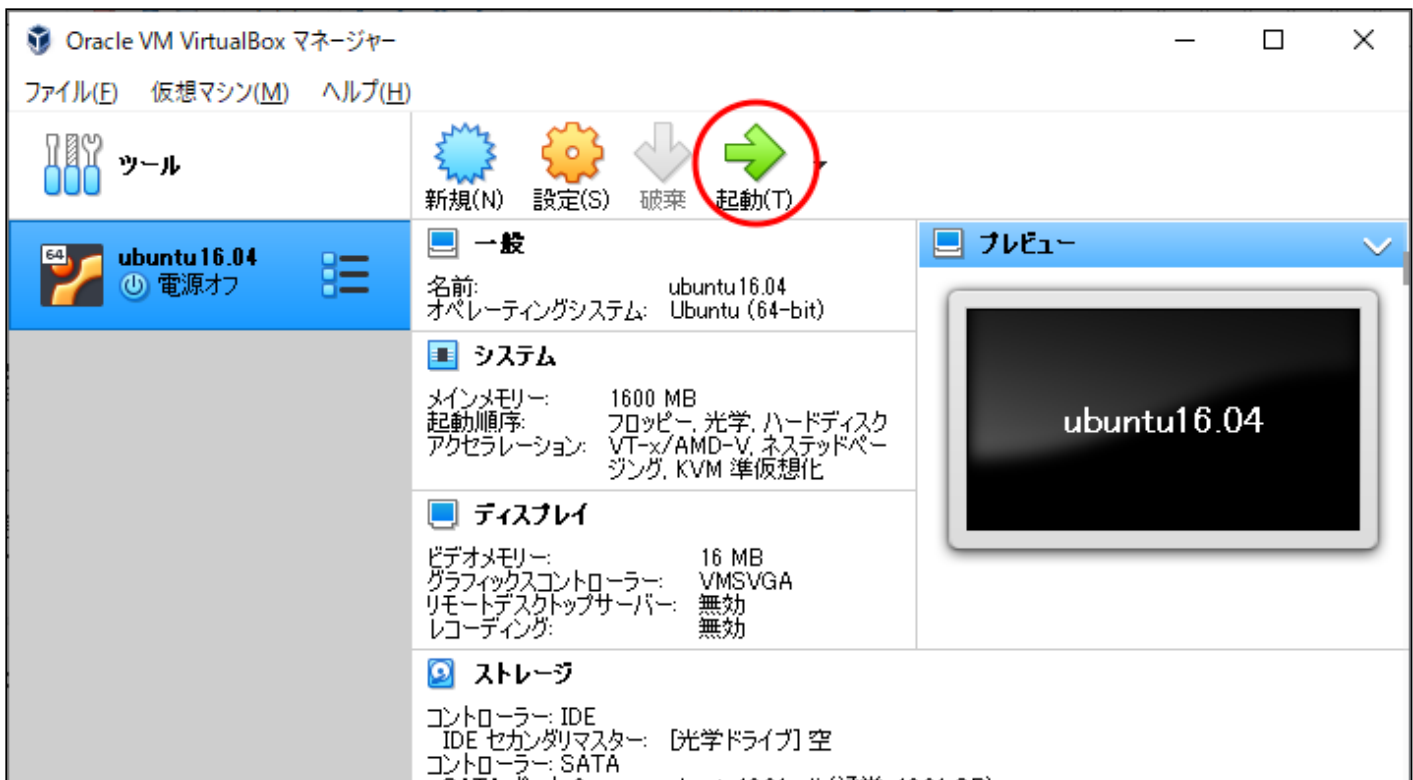 Oracle VM VirtualBox マネージャー
ファイル(F) 仮想マシン(M) ヘルプ(H)
ツール
新規(N) 設定(S) 破棄 起動(T)
64
ubuntu16.04
電源オフ
一般
名前: ubuntu16.04
オペレーティングシステム: Ubuntu (64-bit)
システム
メインメモリー: 1600 MB
起動順序: フロッピー, 光学, ハードディスク
アクセラレーション: VT-x/AMD-V, ネステッドペー
ジング, KVM 準仮想化
ディスプレイ
ビデオメモリー: 16 MB
グラフィックスコントローラー: VMSVGA
リモートデスクトップサーバー: 無効
レコーディング: 無効
プレビュー
ubuntu16.04
ストレージ
コントローラー: IDE
IDE セカンダリマスター: [光学ドライブ] 空
コントローラー: SATA